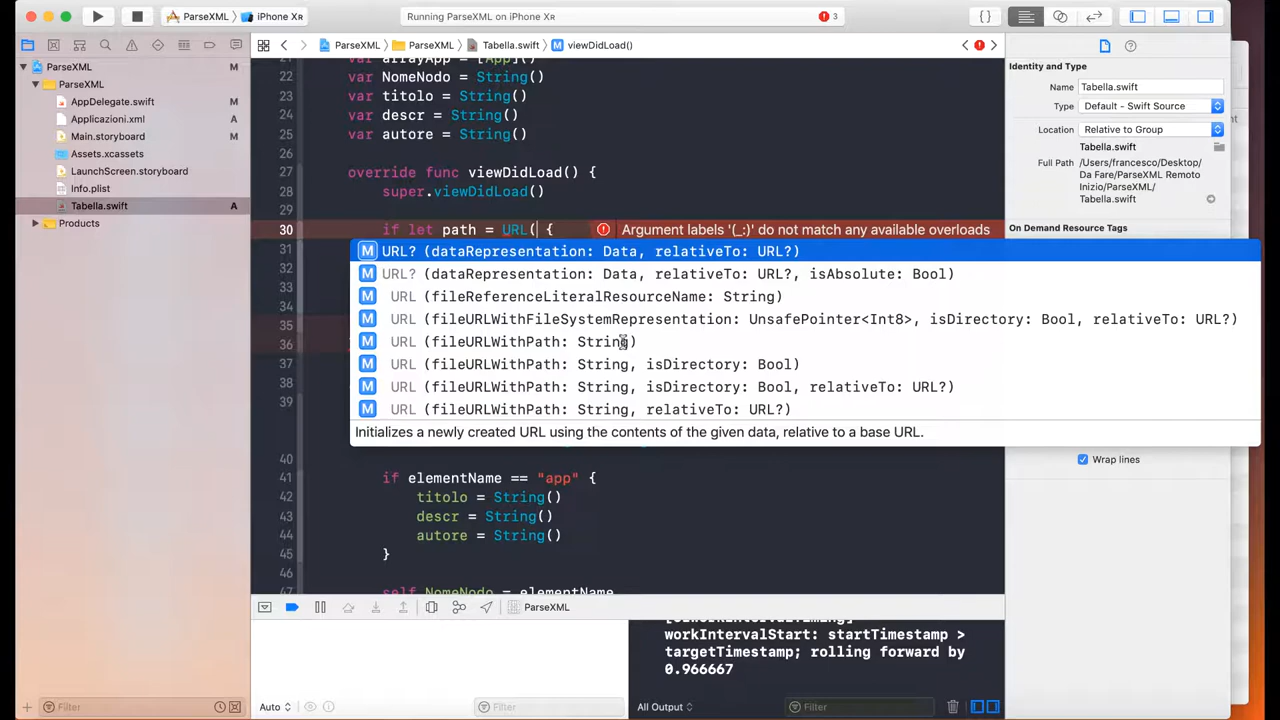 ParseXML
iPhone XR
Running ParseXML on iPhone XR
3
{ }
ParseXML
M
ParseXML
AppDelegate.swift
M
Applicazioni.xml
Main.storyboard
M
Assets.xcassets
LaunchScreen.storyboard
Info.plist
Tabella.swift
A
Products
ParseXML
ParseXML
Tabella.swift
M viewDidLoad()
var arrayApp = [App]()
22 var NomeNodo = String()
23 var titolo = String()
24 var descr = String()
25 var autore = String()
26
27 override func viewDidLoad() {
28 super.viewDidLoad()
29
30 if let path = URL( {
Argument labels '(_:)' do not match any available overloads
31
32
33
34
35
36
37
38
39
M URL? (dataRepresentation: Data, relativeTo: URL?)
M URL? (dataRepresentation: Data, relativeTo: URL?, isAbsolute: Bool)
M URL (fileReferenceLiteralResourceName: String)
M URL (fileURLWithFileSystemRepresentation: UnsafePointer<Int8>, isDirectory: Bool, relativeTo: URL?)
M URL (fileURLWithPath: String)
M URL (fileURLWithPath: String, isDirectory: Bool)
M URL (fileURLWithPath: String, isDirectory: Bool, relativeTo: URL?)
M URL (fileURLWithPath: String, relativeTo: URL?)
Initializes a newly created URL using the contents of the given data, relative to a base URL.
40
41 if elementName == "app" {
42 titolo = String()
43 descr = String()
44 autore = String()
45 }
46
47 self.NomeNodo = elementName
Identity and Type
Name Tabella.swift
Type Default - Swift Source
Location Relative to Group
Tabella.swift
Full Path /Users/francesco/Desktop/
Da Fare/ParseXML Remoto
Inizio/ParseXML/
Tabella.swift
On Demand Resource Tags
Wrap lines
ParseXML
workIntervalStart: startTimestamp >
targetTimestamp; rolling forward by
0.966667
Filter
Auto
Filter
All Output
Filter